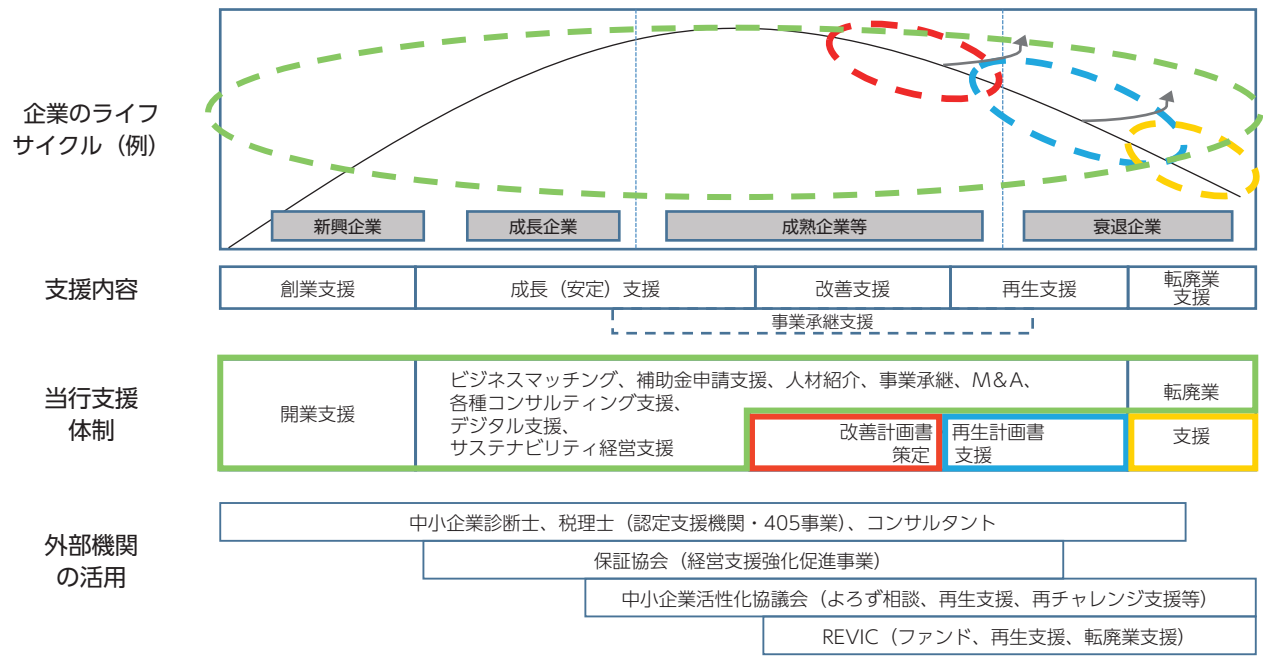 企業のライフ
サイクル（例）
新興企業
成長企業
成熟企業等
衰退企業
支援内容
創業支援
成長（安定）支援
改善支援
再生支援
転廃業
支援
事業承継支援
当行支援
体制
開業支援
ビジネスマッチング、補助金申請支援、人材紹介、事業承継、M＆A、
各種コンサルティング支援、
デジタル支援、
サステナビリティ経営支援
改善計画書
策定
再生計画書
支援
転廃業
支援
外部機関
の活用
中小企業診断士、税理士（認定支援機関・405事業）、コンサルタント
保証協会（経営支援強化促進事業）
中小企業活性化協議会（よろず相談、再生支援、再チャレンジ支援等）
REVIC（ファンド、再生支援、転廃業支援）